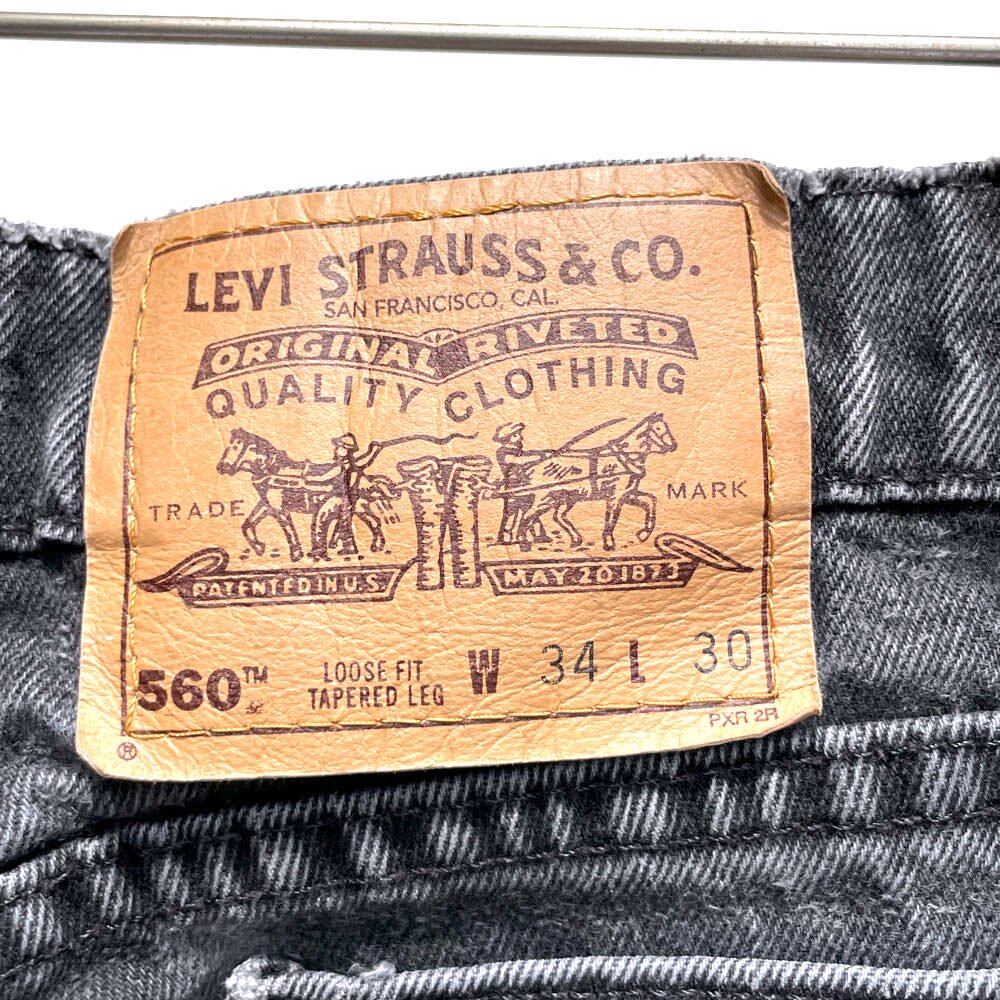 LEVI STRAUSS & CO.
SAN FRANCISCO, CAL.
ORIGINAL RIVETED
QUALITY CLOTHING
TRADE MARK
PATENTED IN U.S. MAY 20 1873
560™ LOOSE FIT TAPERED LEG W 34 L 30
® PXR 2R